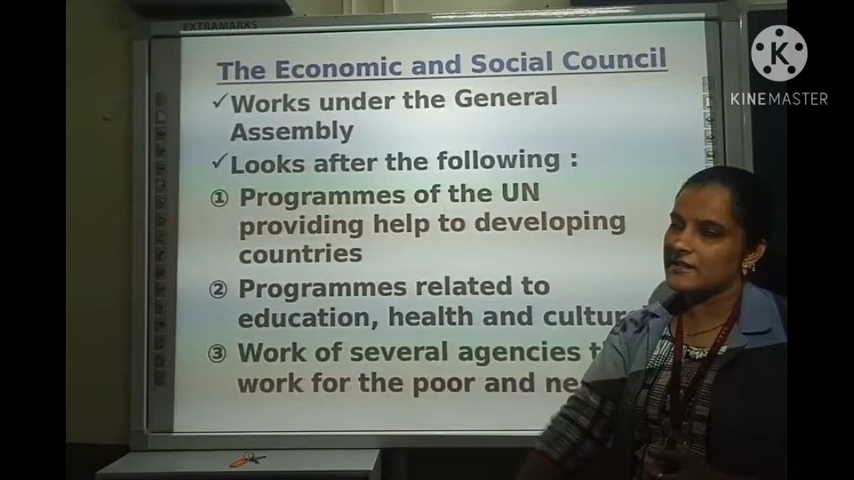 EXTRAMARKS
The Economic and Social Council
✓Works under the General
Assembly
✓Looks after the following :
① Programmes of the UN
providing help to developing
countries
② Programmes related to
education, health and culture
③ Work of several agencies
work for the poor and
K
KINEMASTER